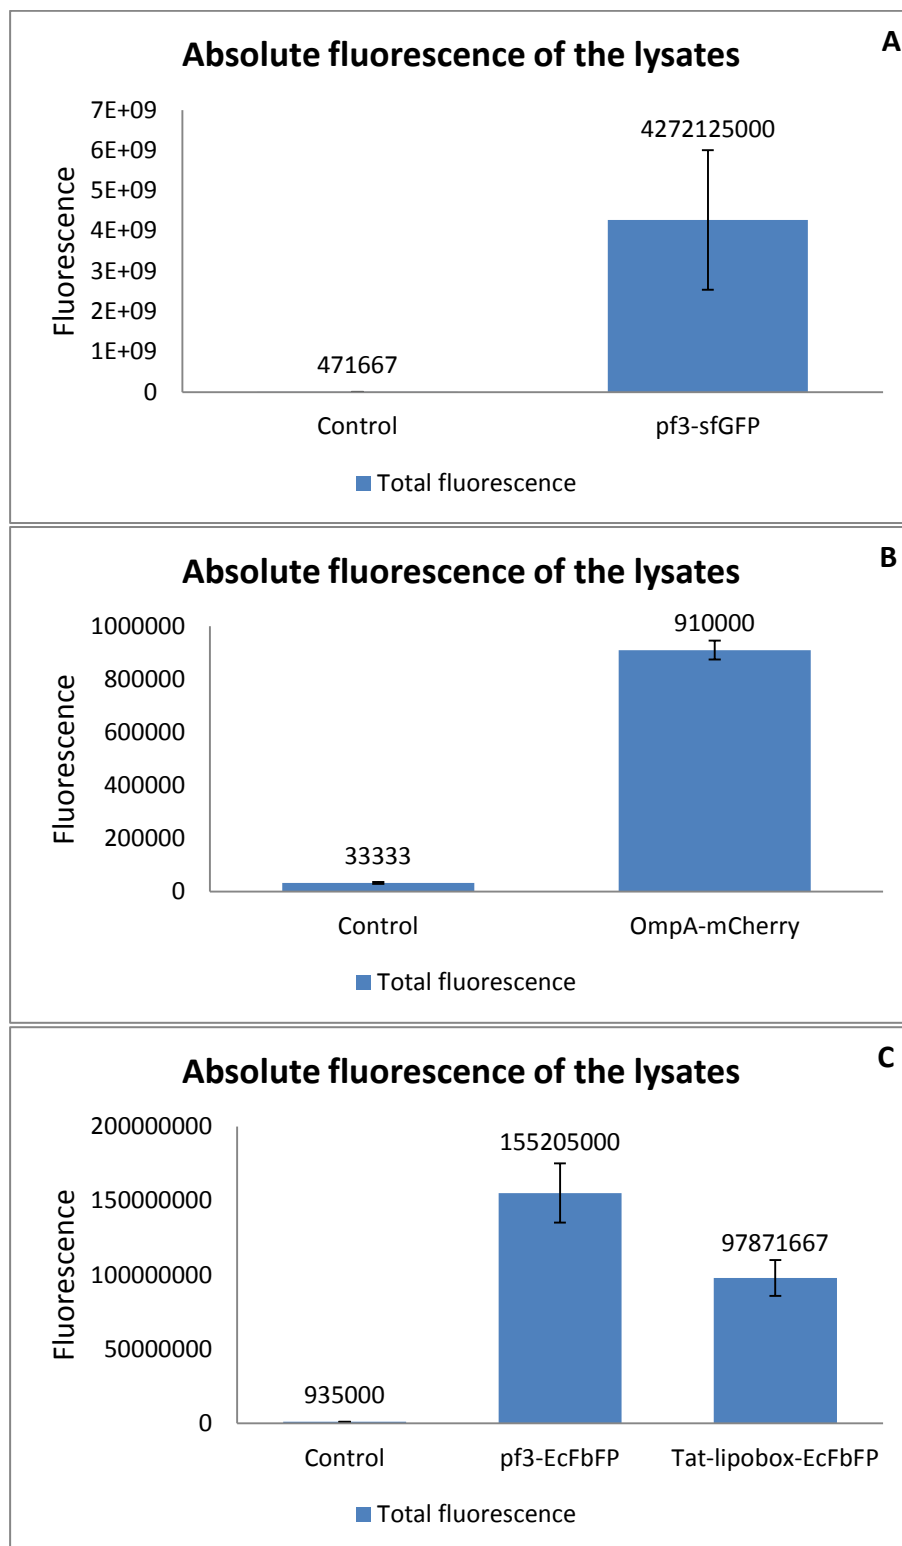 A
Absolute fluorescence of the lysates
Fluorescence
7E+09
6E+09
5E+09
4E+09
3E+09
2E+09
1E+09
0
471667
4272125000
Control
pf3-sfGFP
Total fluorescence
B
Absolute fluorescence of the lysates
Fluorescence
1000000
800000
600000
400000
200000
0
33333
910000
Control
OmpA-mCherry
Total fluorescence
C
Absolute fluorescence of the lysates
Fluorescence
200000000
150000000
100000000
50000000
0
935000
155205000
97871667
Control
pf3-EcFbFP
Tat-lipobox-EcFbFP
Total fluorescence